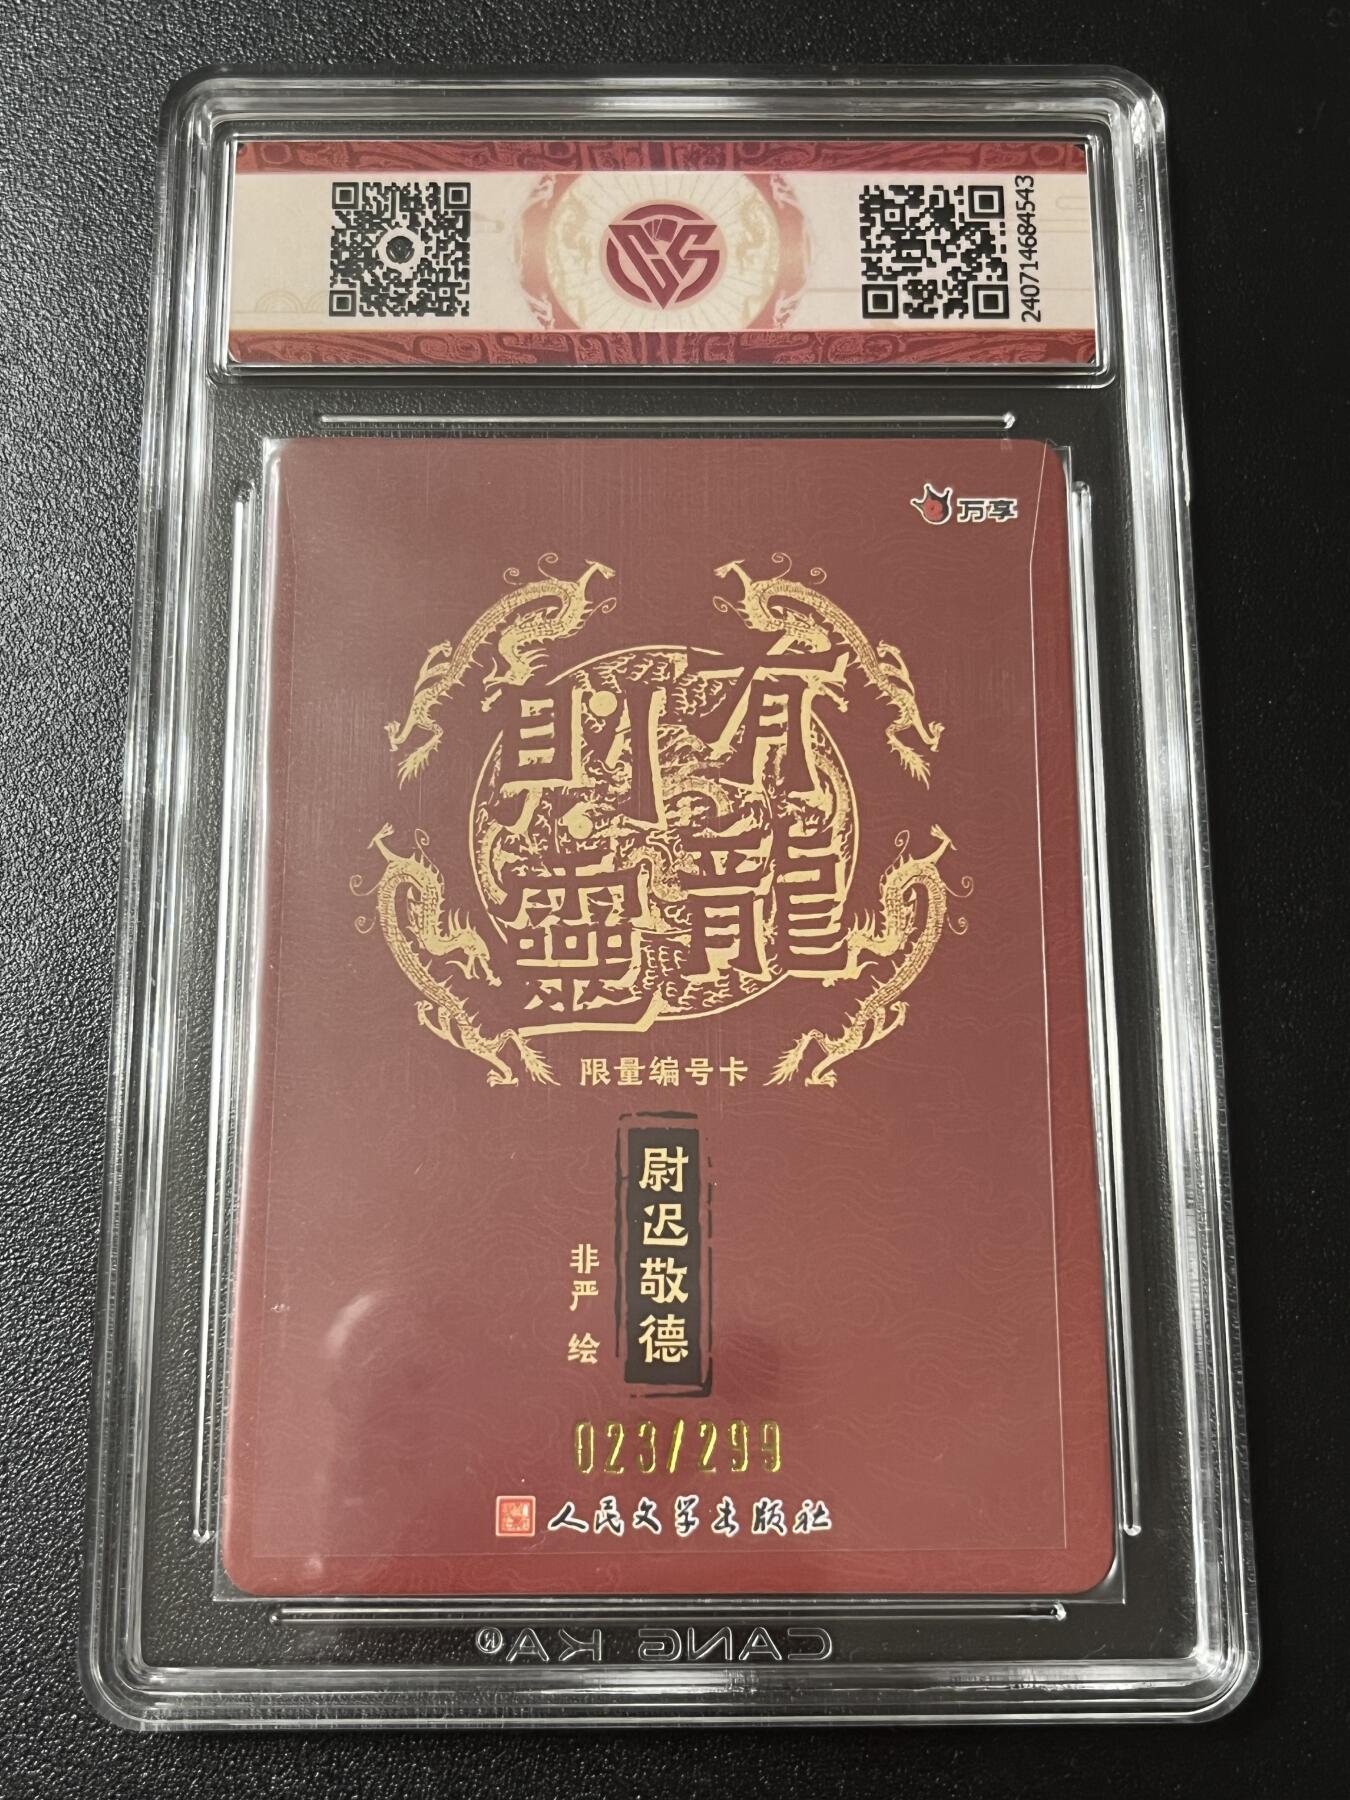 240714684543
万享
有龍
則靈
限量编号卡
尉迟敬德
非严 绘
023/299
人民文学出版社
CANG KA®